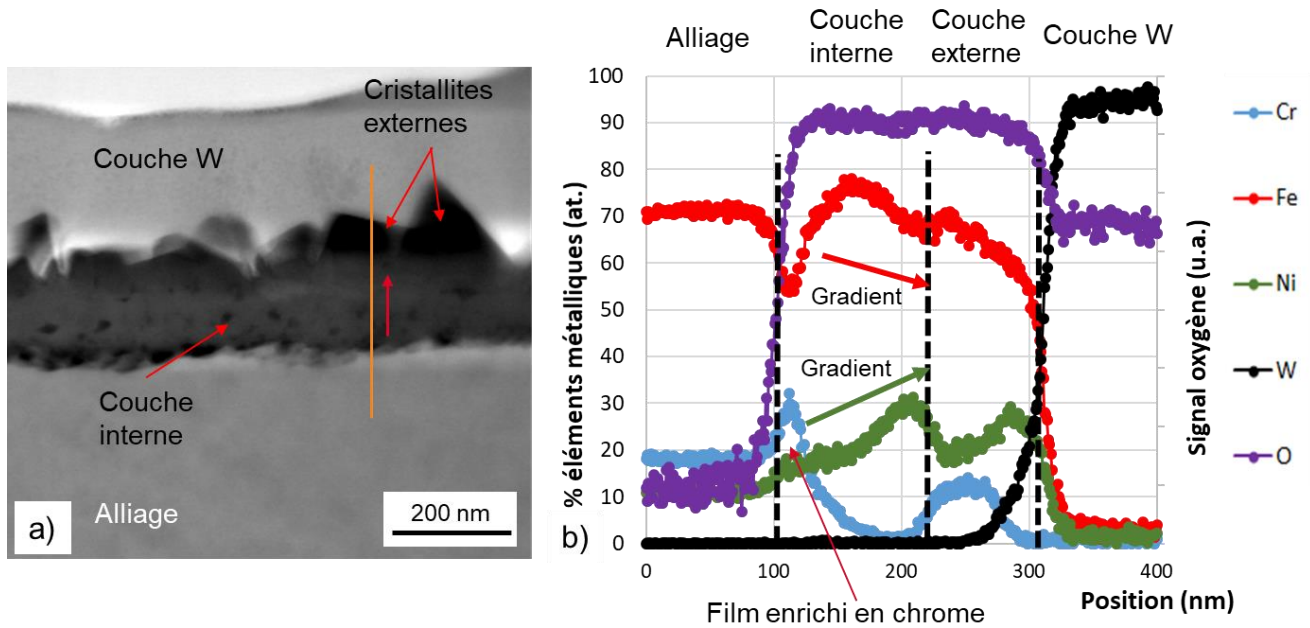 Cristallites
externes
Couche W
Couche
interne
Alliage
a)
200 nm
Alliage
Couche
interne
Couche
externe
Couche W
% éléments métalliques (at.)
100
90
80
70
60
50
40
30
20
10
0
Gradient
Gradient
0
100
200
300
400
Position (nm)
Signal oxygène (u.a.)
b)
Film enrichi en chrome
Cr
Fe
Ni
W
O